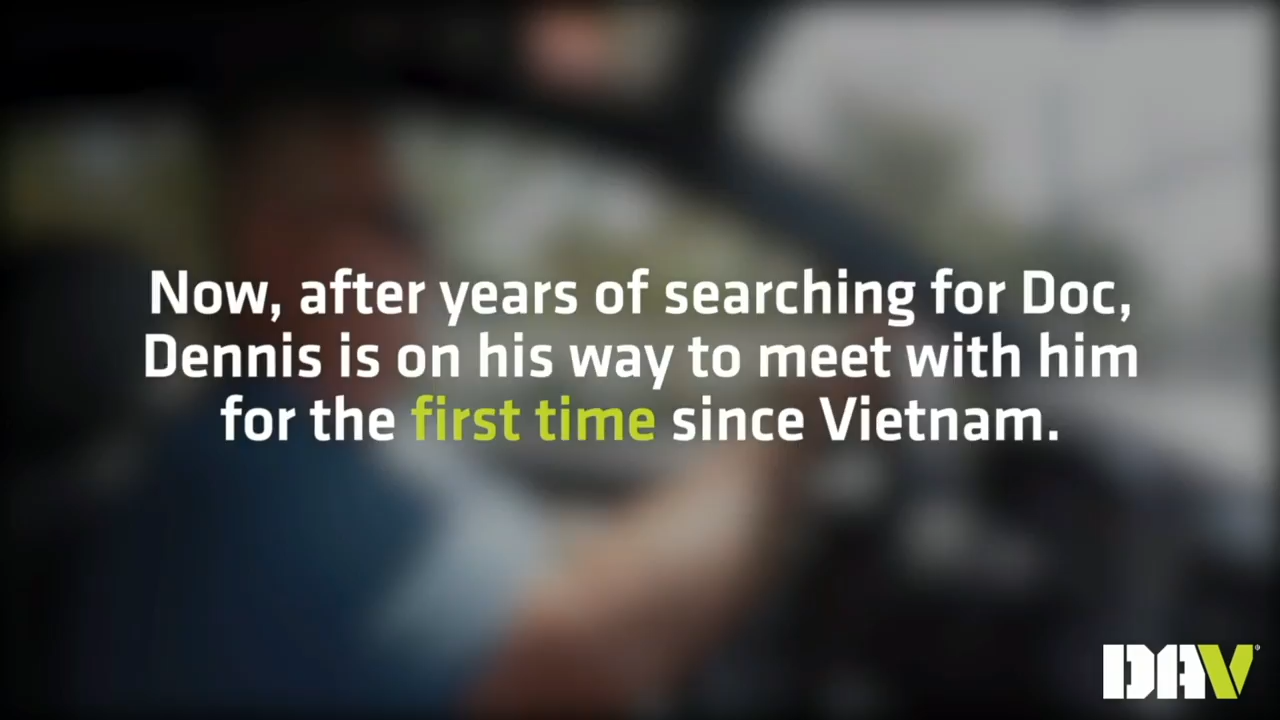 Now, after years of searching for Doc,
Dennis is on his way to meet with him
for the first time since Vietnam.
DAV®